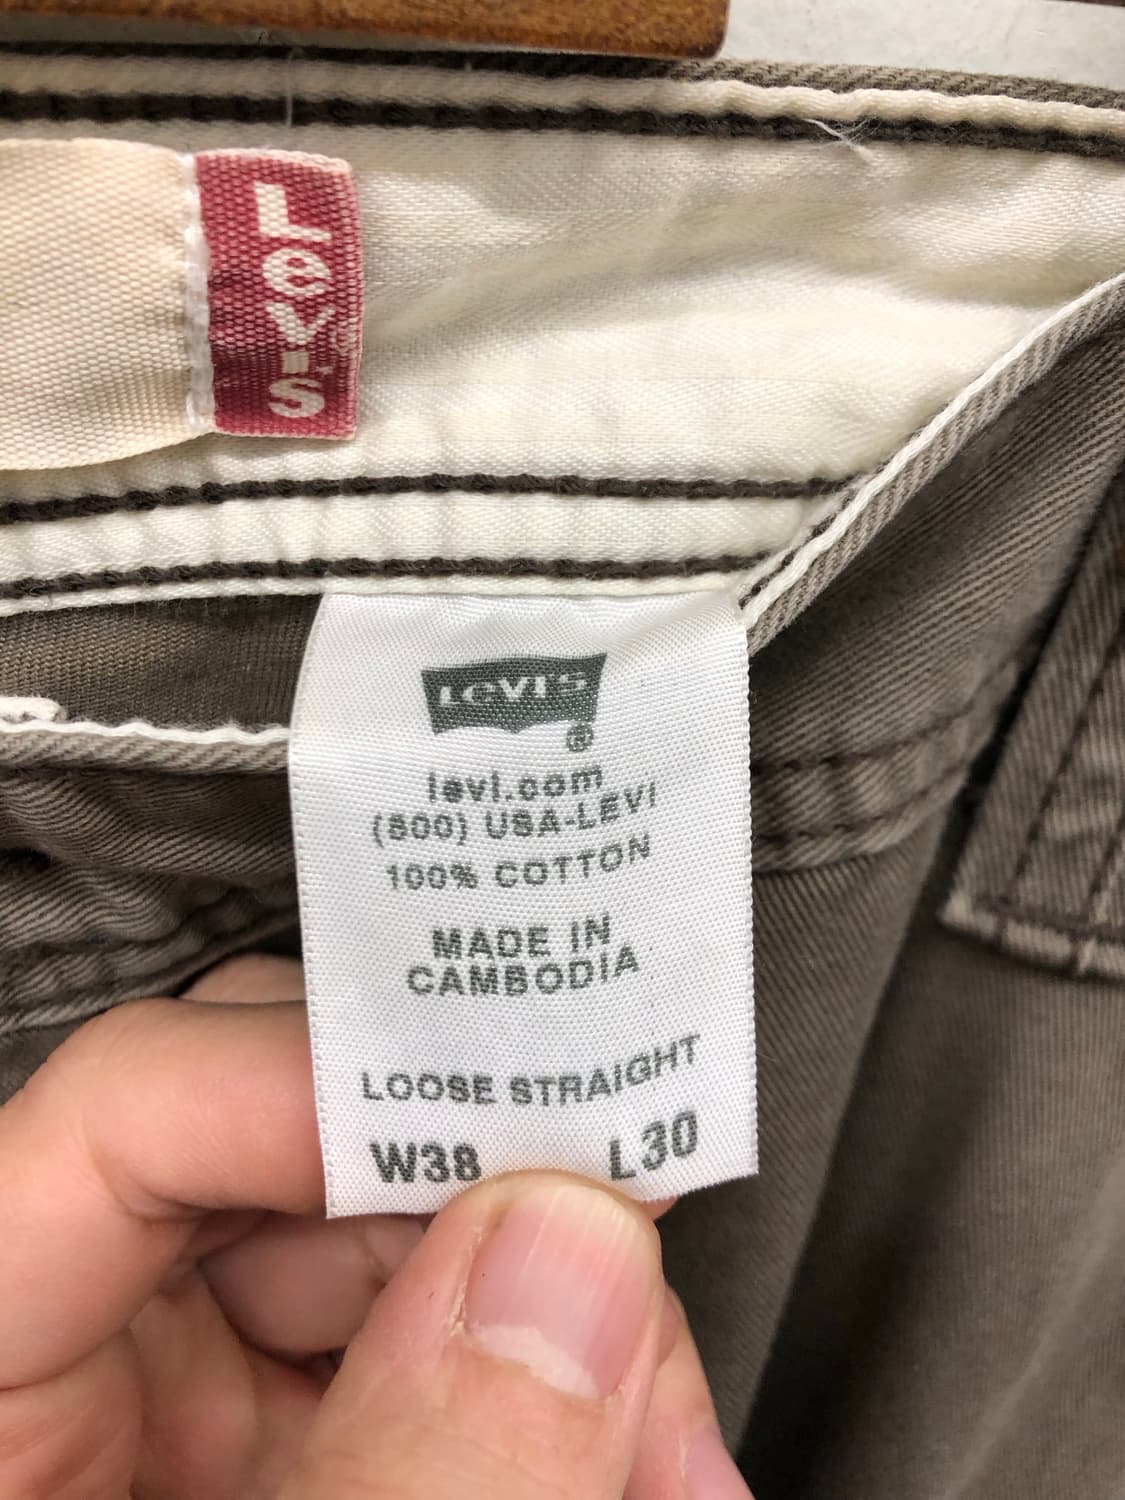 Levi's®
LEVI'S
®
levi.com
(800) USA-LEVI
100% COTTON
MADE IN
CAMBODIA
LOOSE STRAIGHT
W38 L30